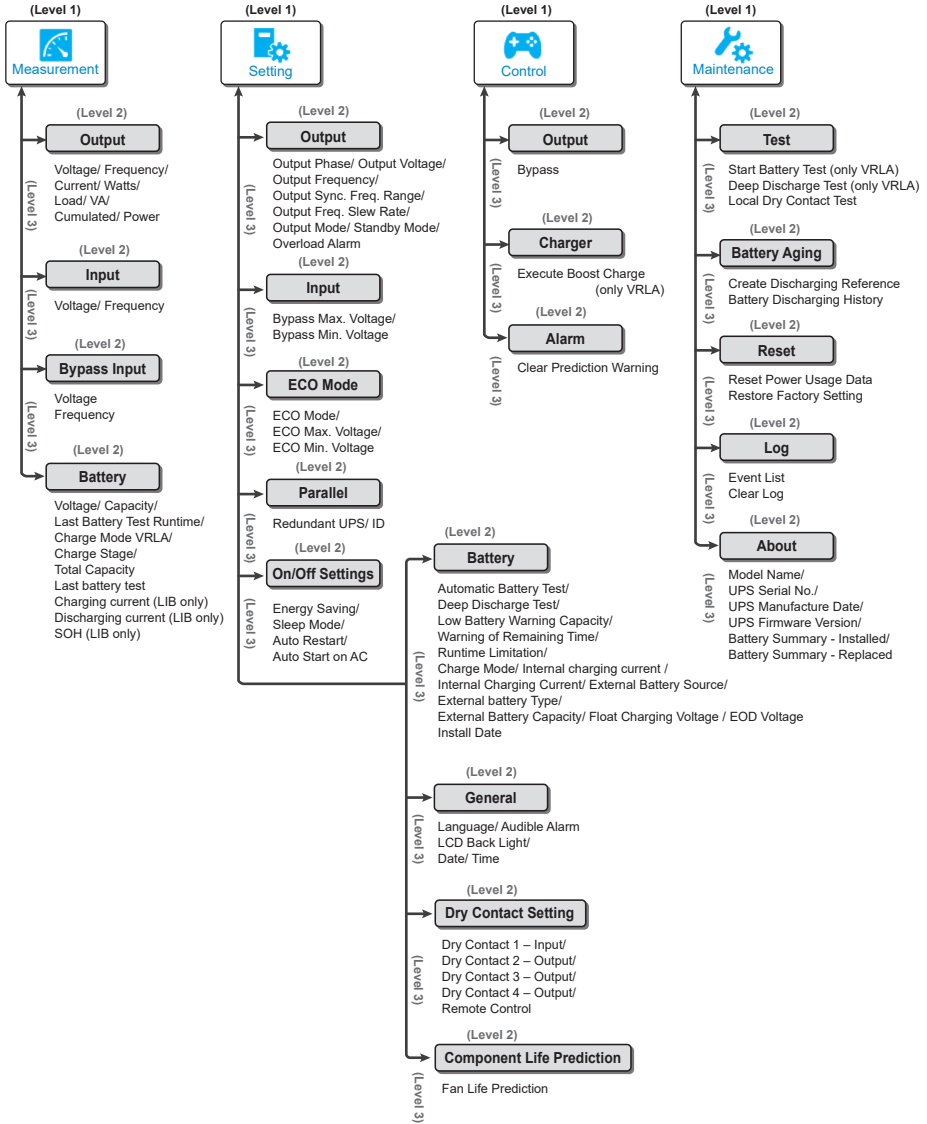 (Level 1)
Measurement
(Level 2)
Output
(Level 3)
Voltage/ Frequency/
Current/ Watts/
Load/ VA/
Cumulated/ Power
(Level 2)
Input
(Level 3)
Voltage/ Frequency
(Level 2)
Bypass Input
(Level 3)
Voltage
Frequency
(Level 2)
Battery
Voltage/ Capacity/
Last Battery Test Runtime/
Charge Mode VRLA/
Charge Stage/
Total Capacity
Last battery test
Charging current (LIB only)
Discharging current (LIB only)
SOH (LIB only)
(Level 1)
Setting
(Level 2)
Output
(Level 3)
Output Phase/ Output Voltage/
Output Frequency/
Output Sync. Freq. Range/
Output Freq. Slew Rate/
Output Mode/ Standby Mode/
Overload Alarm
(Level 2)
Input
(Level 3)
Bypass Max. Voltage/
Bypass Min. Voltage
(Level 2)
ECO Mode
(Level 3)
ECO Mode/
ECO Max. Voltage/
ECO Min. Voltage
(Level 2)
Parallel
(Level 3)
Redundant UPS/ ID
(Level 2)
On/Off Settings
(Level 3)
Energy Saving/
Sleep Mode/
Auto Restart/
Auto Start on AC
(Level 2)
Battery
(Level 3)
Automatic Battery Test/
Deep Discharge Test/
Low Battery Warning Capacity/
Warning of Remaining Time/
Runtime Limitation/
Charge Mode/ Internal charging current /
Internal Charging Current/ External Battery Source/
External battery Type/
External Battery Capacity/ Float Charging Voltage / EOD Voltage
Install Date
(Level 2)
General
(Level 3)
Language/ Audible Alarm
LCD Back Light/
Date/ Time
(Level 2)
Dry Contact Setting
(Level 3)
Dry Contact 1 – Input/
Dry Contact 2 – Output/
Dry Contact 3 – Output/
Dry Contact 4 – Output/
Remote Control
(Level 2)
Component Life Prediction
(Level 3)
Fan Life Prediction
(Level 1)
Control
(Level 2)
Output
(Level 3)
Bypass
(Level 2)
Charger
(Level 3)
Execute Boost Charge
(only VRLA)
(Level 2)
Alarm
(Level 3)
Clear Prediction Warning
(Level 1)
Maintenance
(Level 2)
Test
(Level 3)
Start Battery Test (only VRLA)
Deep Discharge Test (only VRLA)
Local Dry Contact Test
(Level 2)
Battery Aging
(Level 3)
Create Discharging Reference
Battery Discharging History
(Level 2)
Reset
(Level 3)
Reset Power Usage Data
Restore Factory Setting
(Level 2)
Log
(Level 3)
Event List
Clear Log
(Level 2)
About
(Level 3)
Model Name/
UPS Serial No./
UPS Manufacture Date/
UPS Firmware Version/
Battery Summary - Installed/
Battery Summary - Replaced